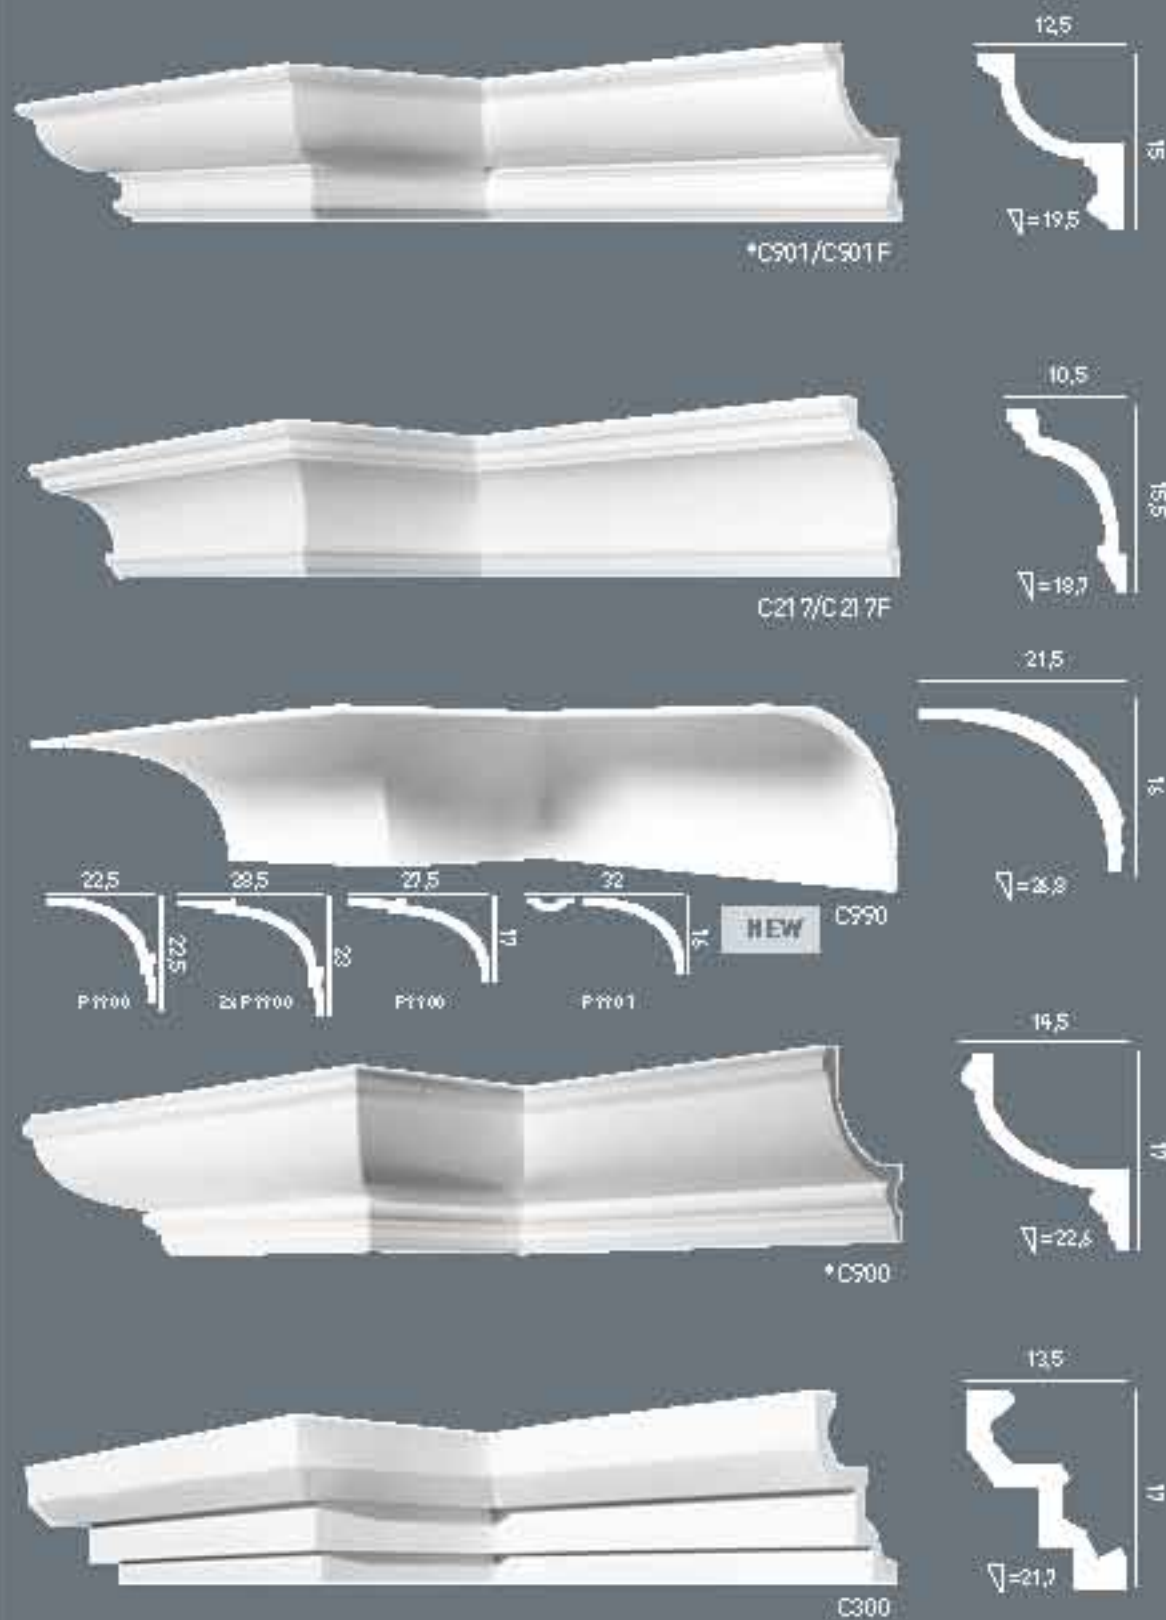 12,5
15
▽=19,5
*C901/C901F
10,5
15,5
▽=18,7
C217/C217F
21,5
16
▽=26,8
C990
22,5
22,5
P1100
28,5
23
2x P1100
27,5
17
P1100
32
16
P1101
NEW
14,5
17
▽=22,6
*C900
13,5
17
▽=21,7
C300